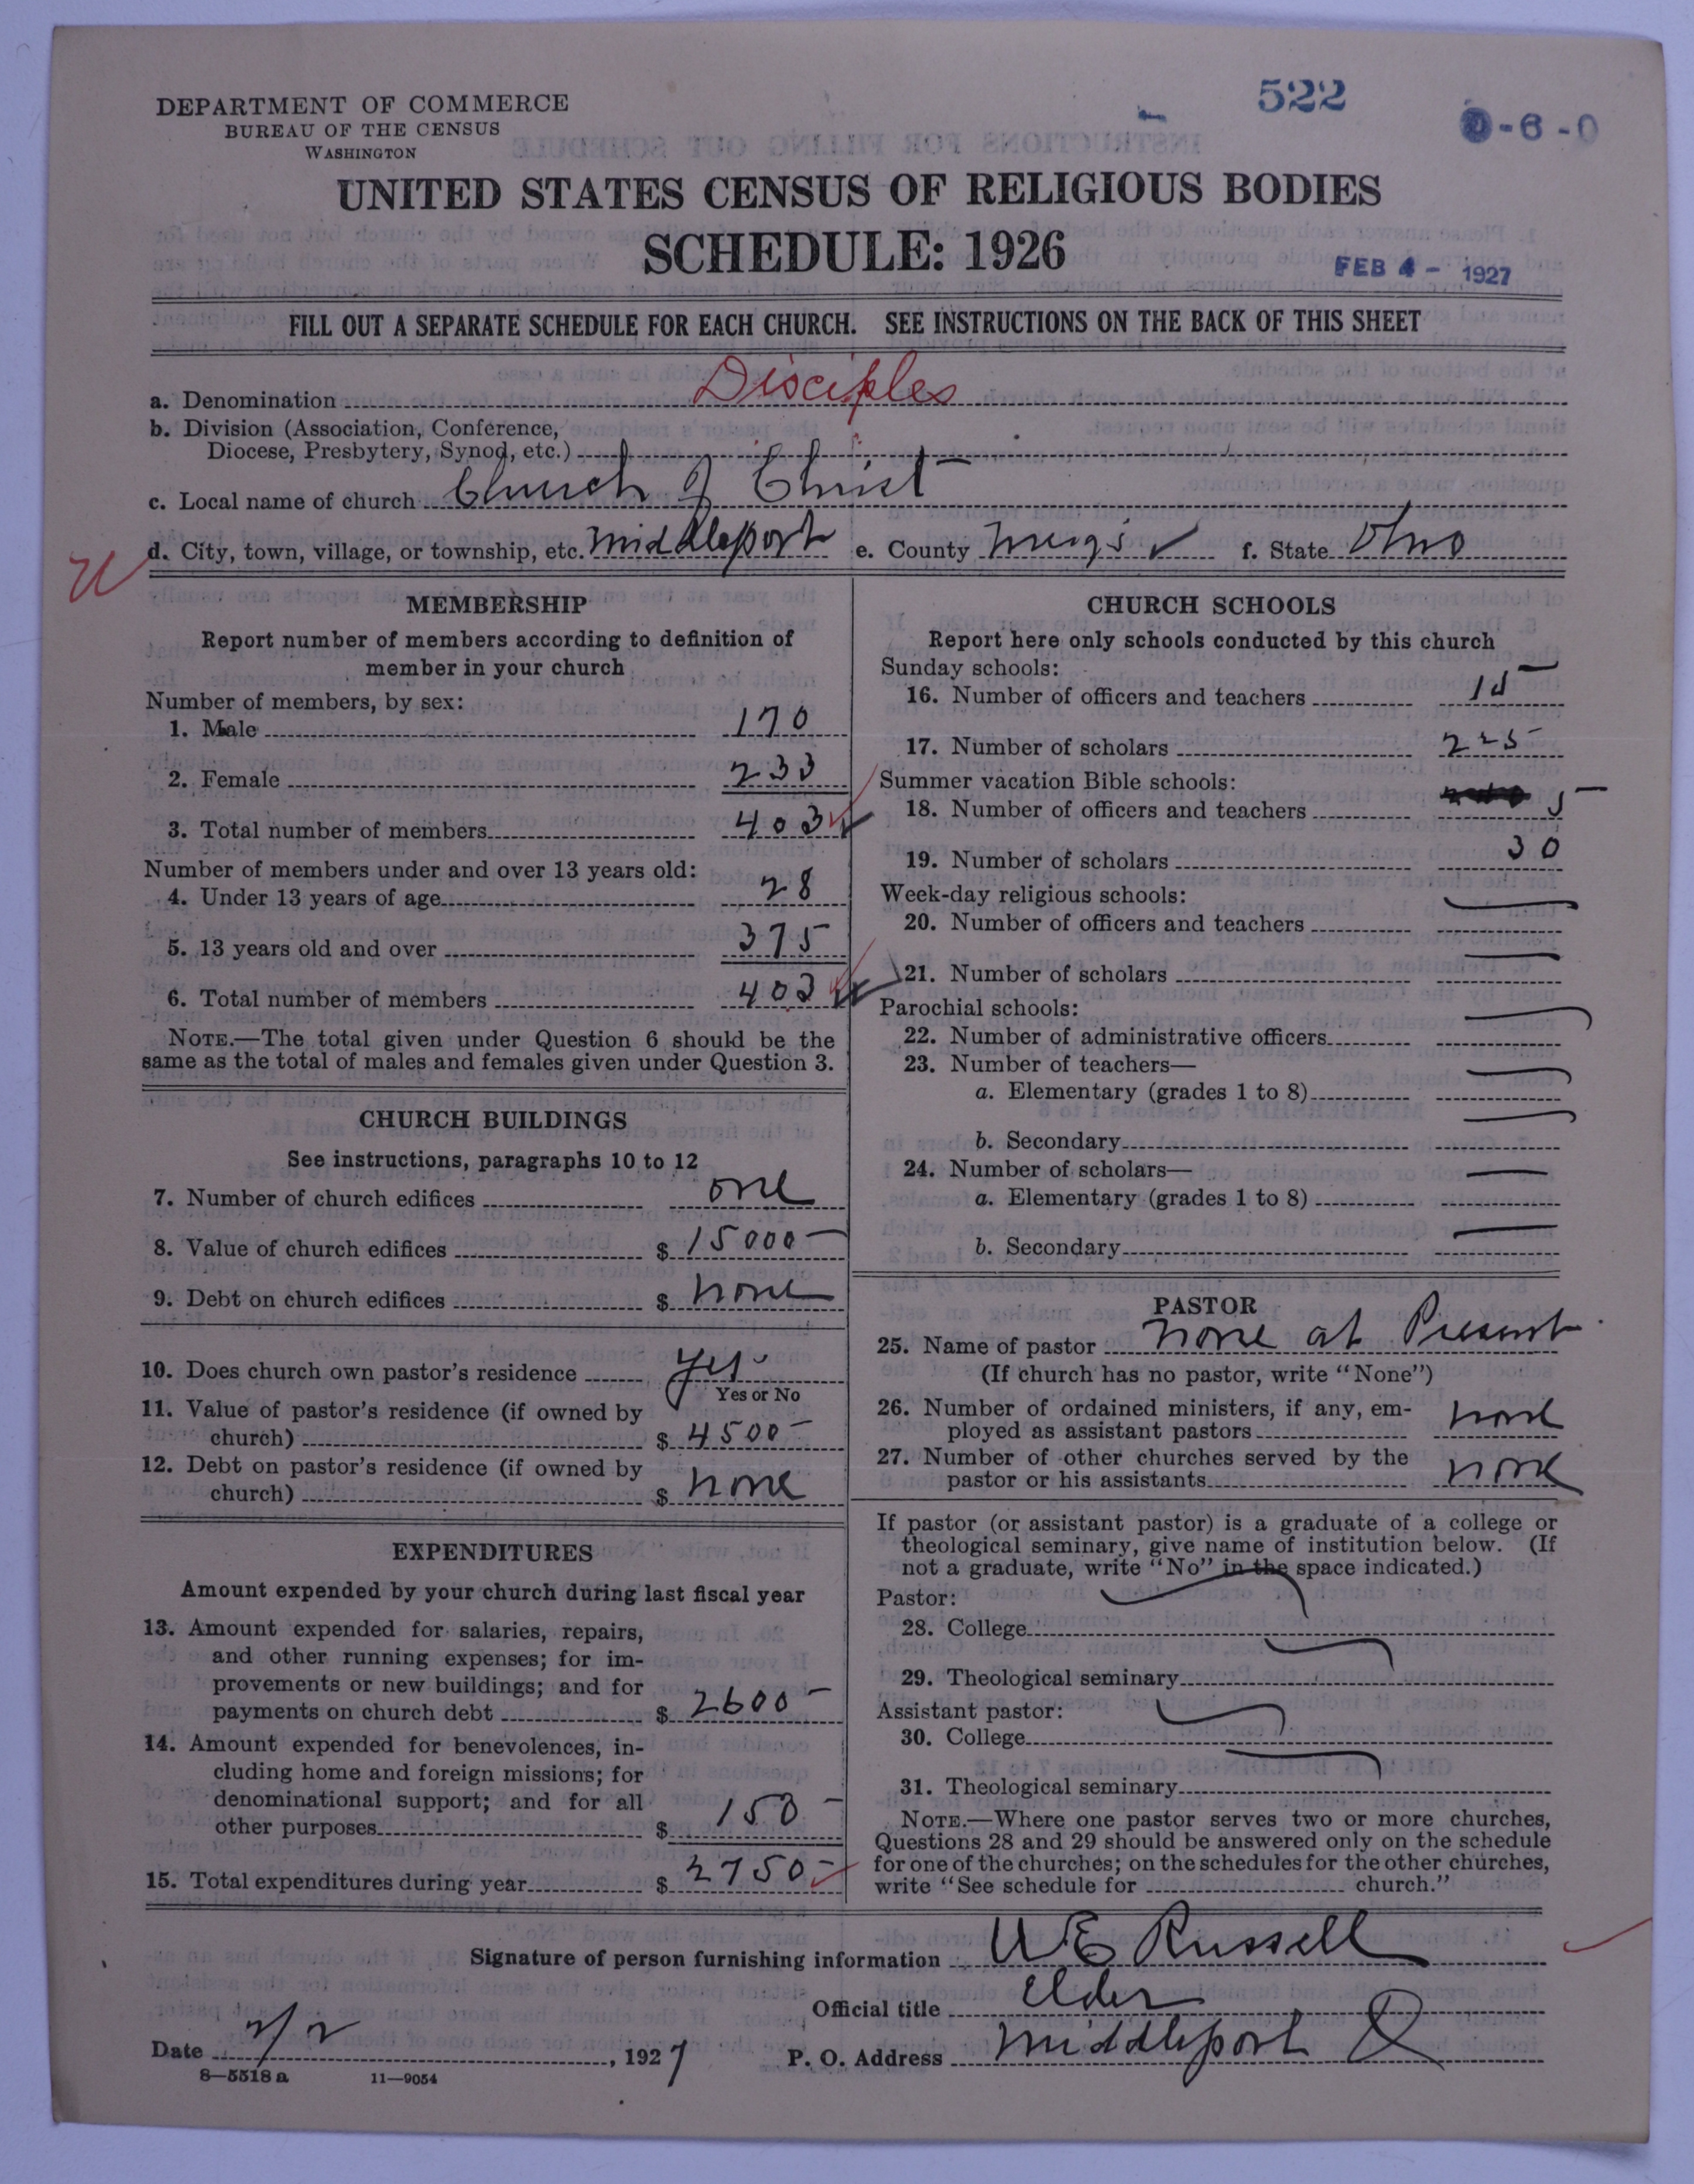 DEPARTMENT OF COMMERCE
BUREAU OF THE CENSUS
WASHINGTON
522
-6-0
UNITED STATES CENSUS OF RELIGIOUS BODIES
SCHEDULE: 1926
FEB 4 - 1927
FILL OUT A SEPARATE SCHEDULE FOR EACH CHURCH. SEE INSTRUCTIONS ON THE BACK OF THIS SHEET
a. Denomination Disciples
b. Division (Association, Conference,
Diocese, Presbytery, Synod, etc.)
c. Local name of church Church of Christ
d. City, town, village, or township, etc. Middleport e. County Meigs f. State Ohio
MEMBERSHIP
Report number of members according to definition of
member in your church
Number of members, by sex:
1. Male 170
2. Female 233
3. Total number of members 403
Number of members under and over 13 years old:
4. Under 13 years of age 28
5. 13 years old and over 375
6. Total number of members 403
NOTE.—The total given under Question 6 should be the
same as the total of males and females given under Question 3.
CHURCH BUILDINGS
See instructions, paragraphs 10 to 12
7. Number of church edifices one
8. Value of church edifices $ 15000-
9. Debt on church edifices $ none
10. Does church own pastor's residence yes
Yes or No
11. Value of pastor's residence (if owned by
church) $ 4500-
12. Debt on pastor's residence (if owned by
church) $ none
EXPENDITURES
Amount expended by your church during last fiscal year
13. Amount expended for salaries, repairs,
and other running expenses; for im-
provements or new buildings; and for
payments on church debt $ 2600-
14. Amount expended for benevolences, in-
cluding home and foreign missions; for
denominational support; and for all
other purposes $ 150-
15. Total expenditures during year $ 2750-
CHURCH SCHOOLS
Report here only schools conducted by this church
Sunday schools:
16. Number of officers and teachers 15
17. Number of scholars 225
Summer vacation Bible schools:
18. Number of officers and teachers 5
19. Number of scholars 30
Week-day religious schools:
20. Number of officers and teachers
21. Number of scholars
Parochial schools:
22. Number of administrative officers
23. Number of teachers—
a. Elementary (grades 1 to 8)
b. Secondary
24. Number of scholars—
a. Elementary (grades 1 to 8)
b. Secondary
PASTOR
25. Name of pastor none at Present
(If church has no pastor, write "None")
26. Number of ordained ministers, if any, em-
ployed as assistant pastors none
27. Number of other churches served by the
pastor or his assistants none
If pastor (or assistant pastor) is a graduate of a college or
theological seminary, give name of institution below. (If
not a graduate, write "No" in the space indicated.)
Pastor:
28. College
29. Theological seminary
Assistant pastor:
30. College
31. Theological seminary
NOTE.—Where one pastor serves two or more churches,
Questions 28 and 29 should be answered only on the schedule
for one of the churches; on the schedules for the other churches,
write "See schedule for church."
Signature of person furnishing information W E Russell
Official title Elder
Date 2/2, 1927 P. O. Address Middleport O
8—5518 a 11—9054